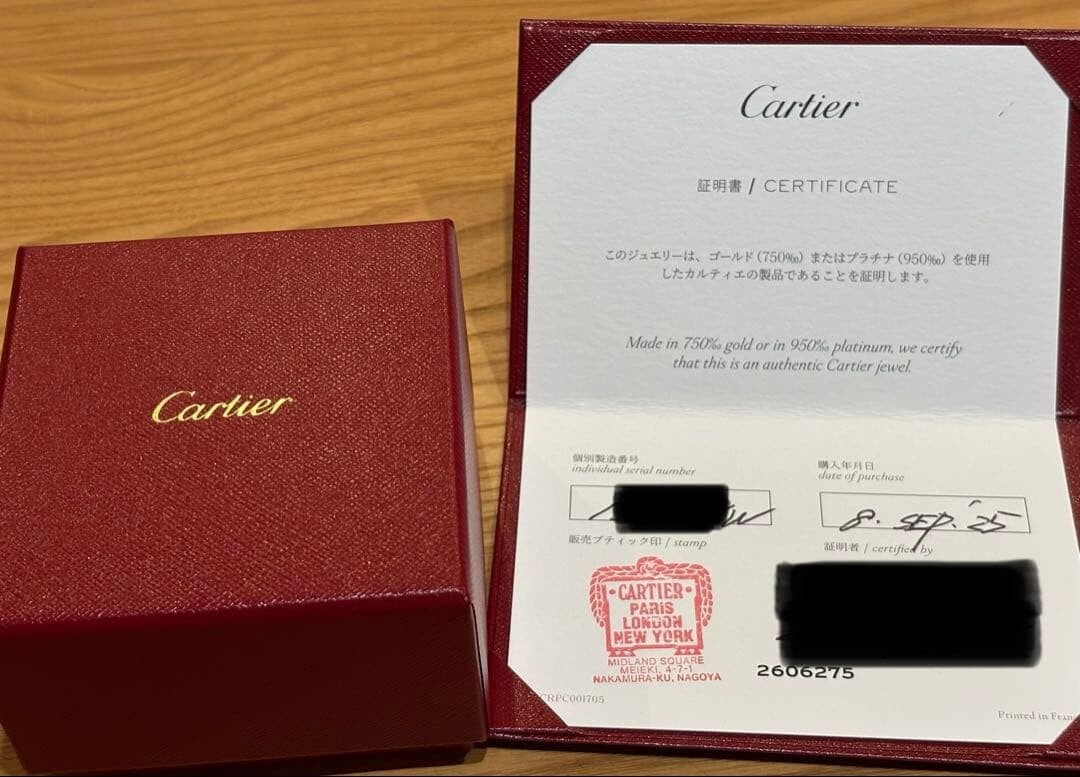 Cartier
Cartier
証明書 / CERTIFICATE
このジュエリーは、ゴールド（750‰）またはプラチナ（950‰）を使用
したカルティエの製品であることを証明します。
Made in 750‰ gold or in 950‰ platinum, we certify
that this is an authentic Cartier jewel.
個別製造番号
individual serial number
購入年月日
date of purchase
8. SEP. '25
販売ブティック印 / stamp
証明者 / certified by
CARTIER
PARIS
LONDON
NEW YORK
MIDLAND SQUARE
MEIEKI, 4-7-1
NAKAMURA-KU, NAGOYA
2606275
CRPC001705
Printed in Fran